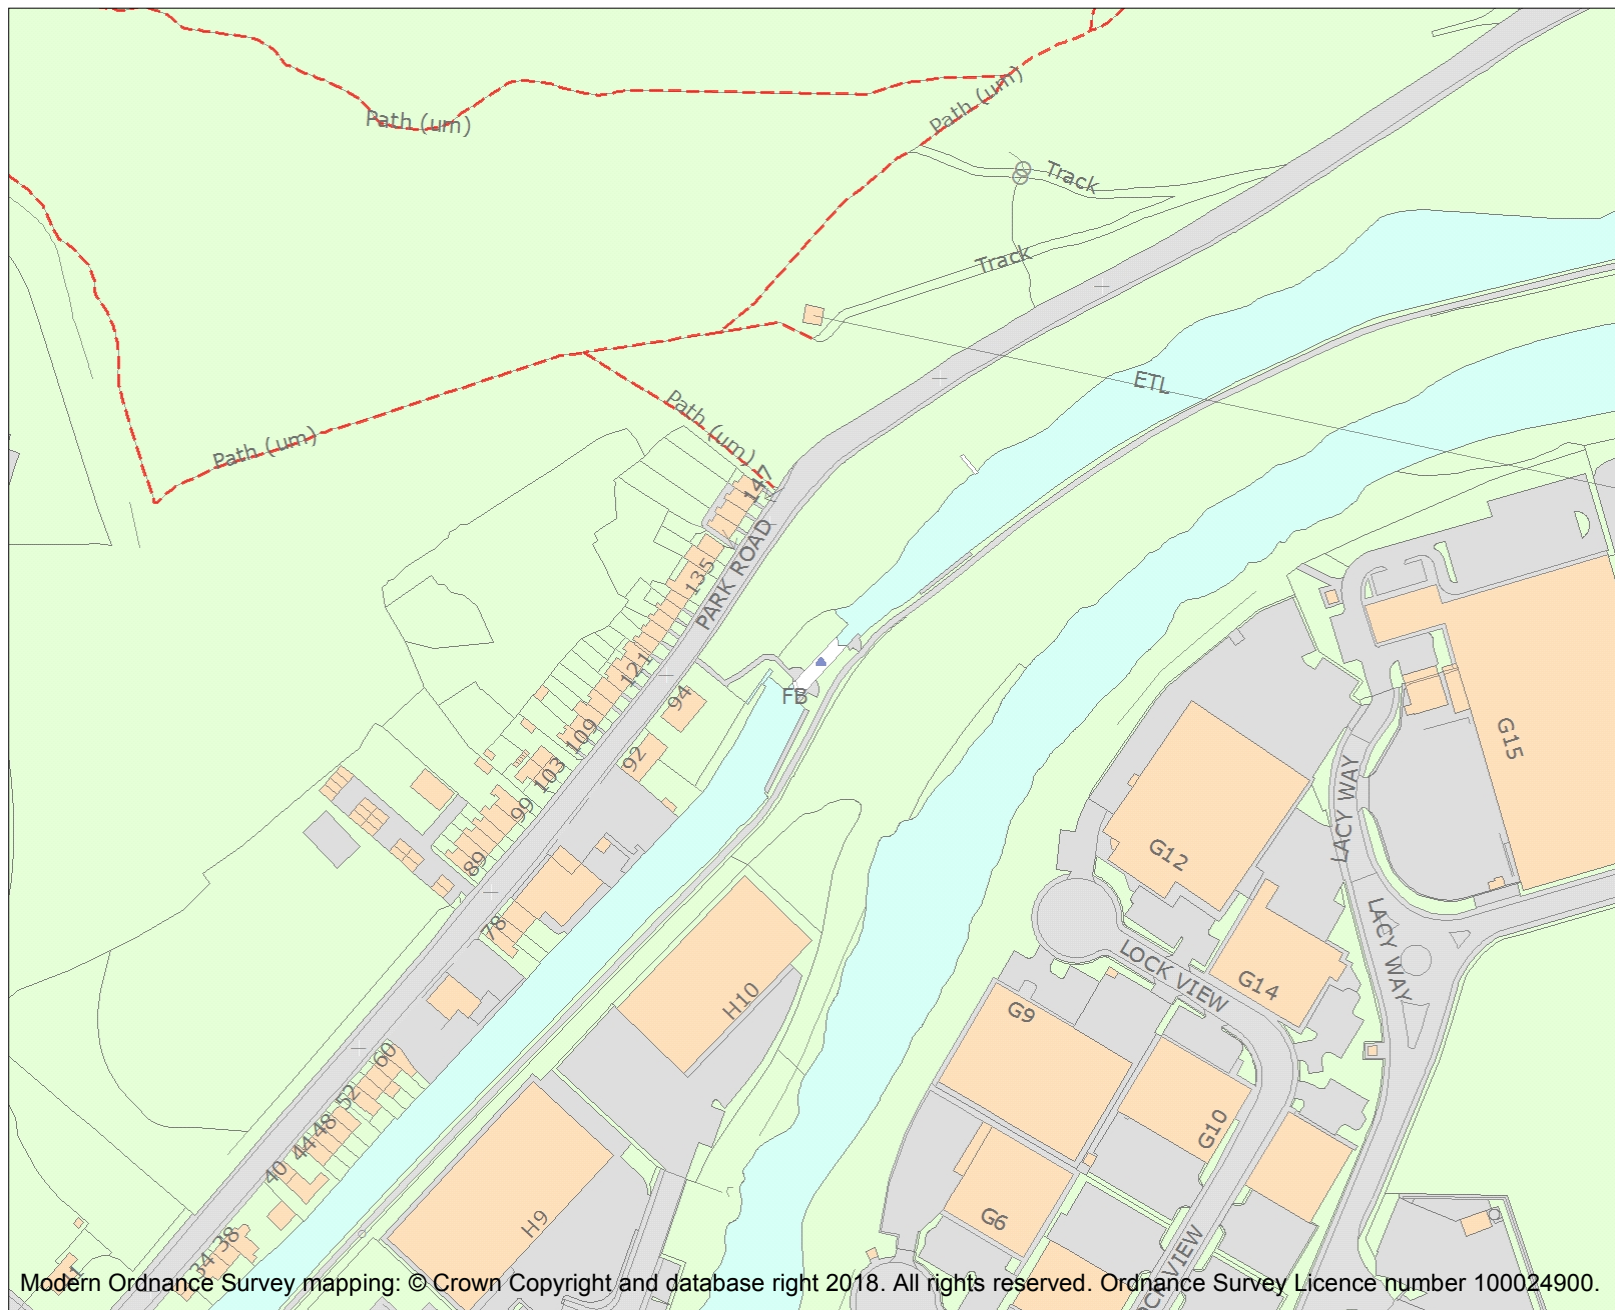 Path (um)
Path (um)
Track
Track
ETL
Path (um)
Path (um)
147
PARK ROAD
135
121
94
FB
109
92
103
99
89
78
G15
LACY WAY
G12
LACY WAY
LOCK VIEW
G14
H10
G9
60
52
48
44
40
G10
H9
G6
38
34
LOCK VIEW
Modern Ordnance Survey mapping: © Crown Copyright and database right 2018. All rights reserved. Ordnance Survey Licence number 100024900.